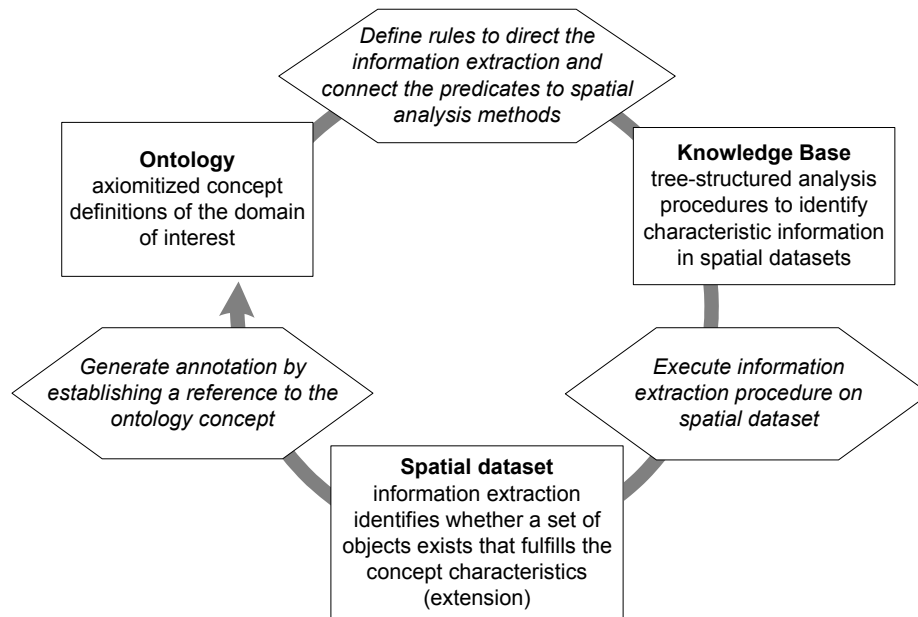 Define rules to direct the
information extraction and
connect the predicates to spatial
analysis methods
Ontology
axiomitized concept
definitions of the domain
of interest
Knowledge Base
tree-structured analysis
procedures to identify
characteristic information
in spatial datasets
Generate annotation by
establishing a reference to the
ontology concept
Execute information
extraction procedure on
spatial dataset
Spatial dataset
information extraction
identifies whether a set of
objects exists that fulfills the
concept characteristics
(extension)